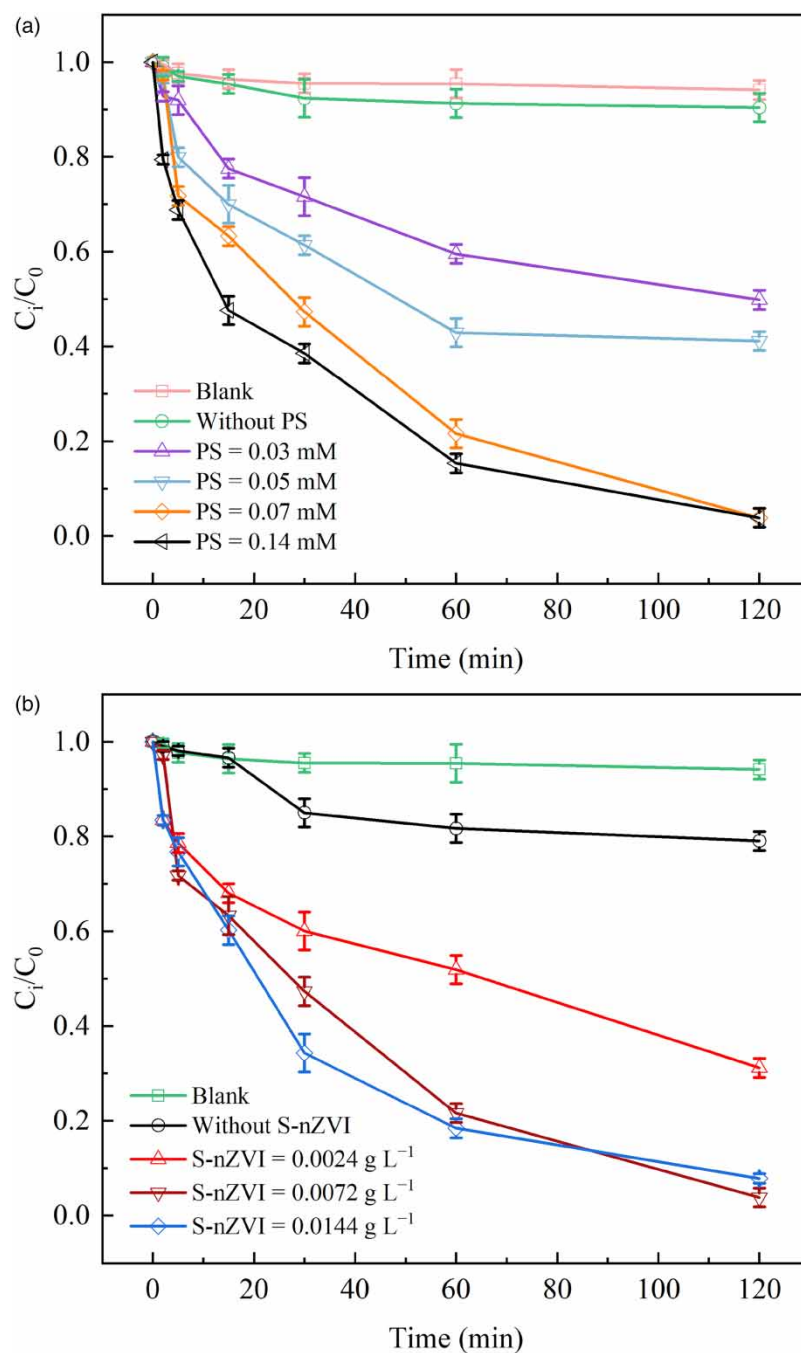 (a)
1.0
0.8
0.6
0.4
0.2
0.0
C_i/C_0
Blank
Without PS
PS = 0.03 mM
PS = 0.05 mM
PS = 0.07 mM
PS = 0.14 mM
0 20 40 60 80 100 120
Time (min)
(b)
1.0
0.8
0.6
0.4
0.2
0.0
C_i/C_0
Blank
Without S-nZVI
S-nZVI = 0.0024 g L⁻¹
S-nZVI = 0.0072 g L⁻¹
S-nZVI = 0.0144 g L⁻¹
0 20 40 60 80 100 120
Time (min)